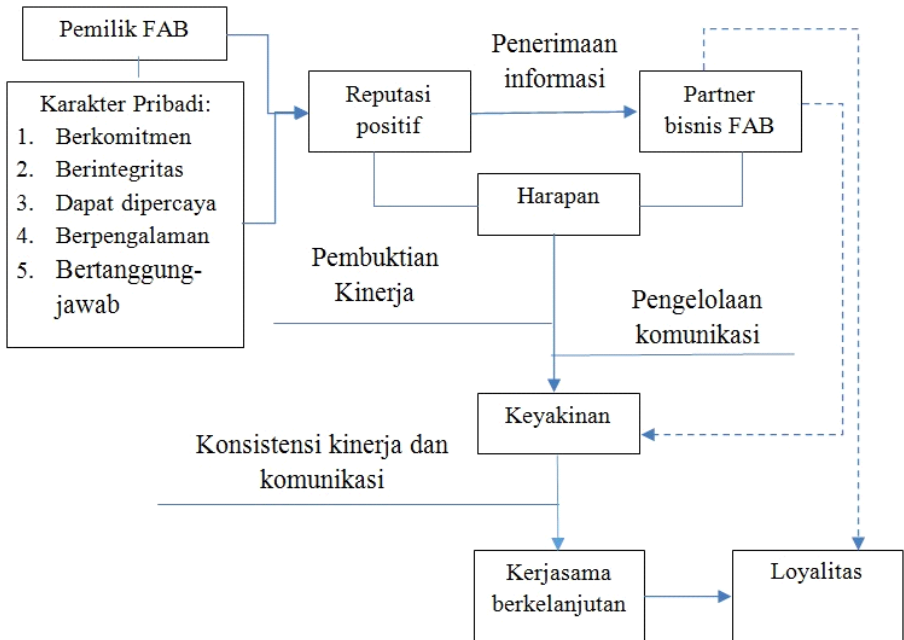 Pemilik FAB
Karakter Pribadi:
1. Berkomitmen
2. Berintegritas
3. Dapat dipercaya
4. Berpengalaman
5. Bertanggung-
jawab
Reputasi
positif
Penerimaan
informasi
Partner
bisnis FAB
Harapan
Pembuktian
Kinerja
Pengelolaan
komunikasi
Keyakinan
Konsistensi kinerja dan
komunikasi
Kerjasama
berkelanjutan
Loyalitas